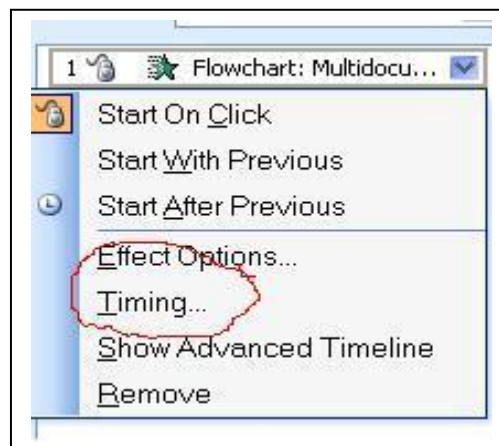 1 Flowchart: Multidocu...
Start On Click
Start With Previous
Start After Previous
Effect Options...
Timing...
Show Advanced Timeline
Remove